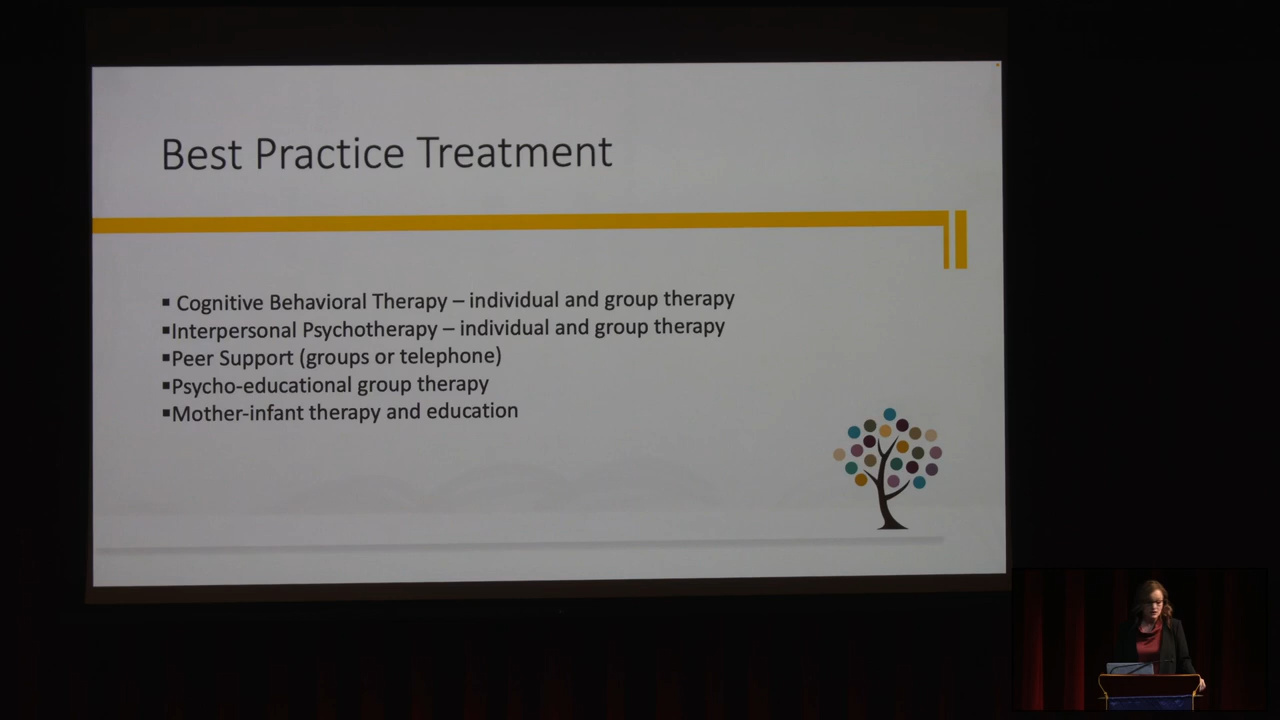 Best Practice Treatment
▪ Cognitive Behavioral Therapy – individual and group therapy
▪Interpersonal Psychotherapy – individual and group therapy
▪Peer Support (groups or telephone)
▪Psycho-educational group therapy
▪Mother-infant therapy and education